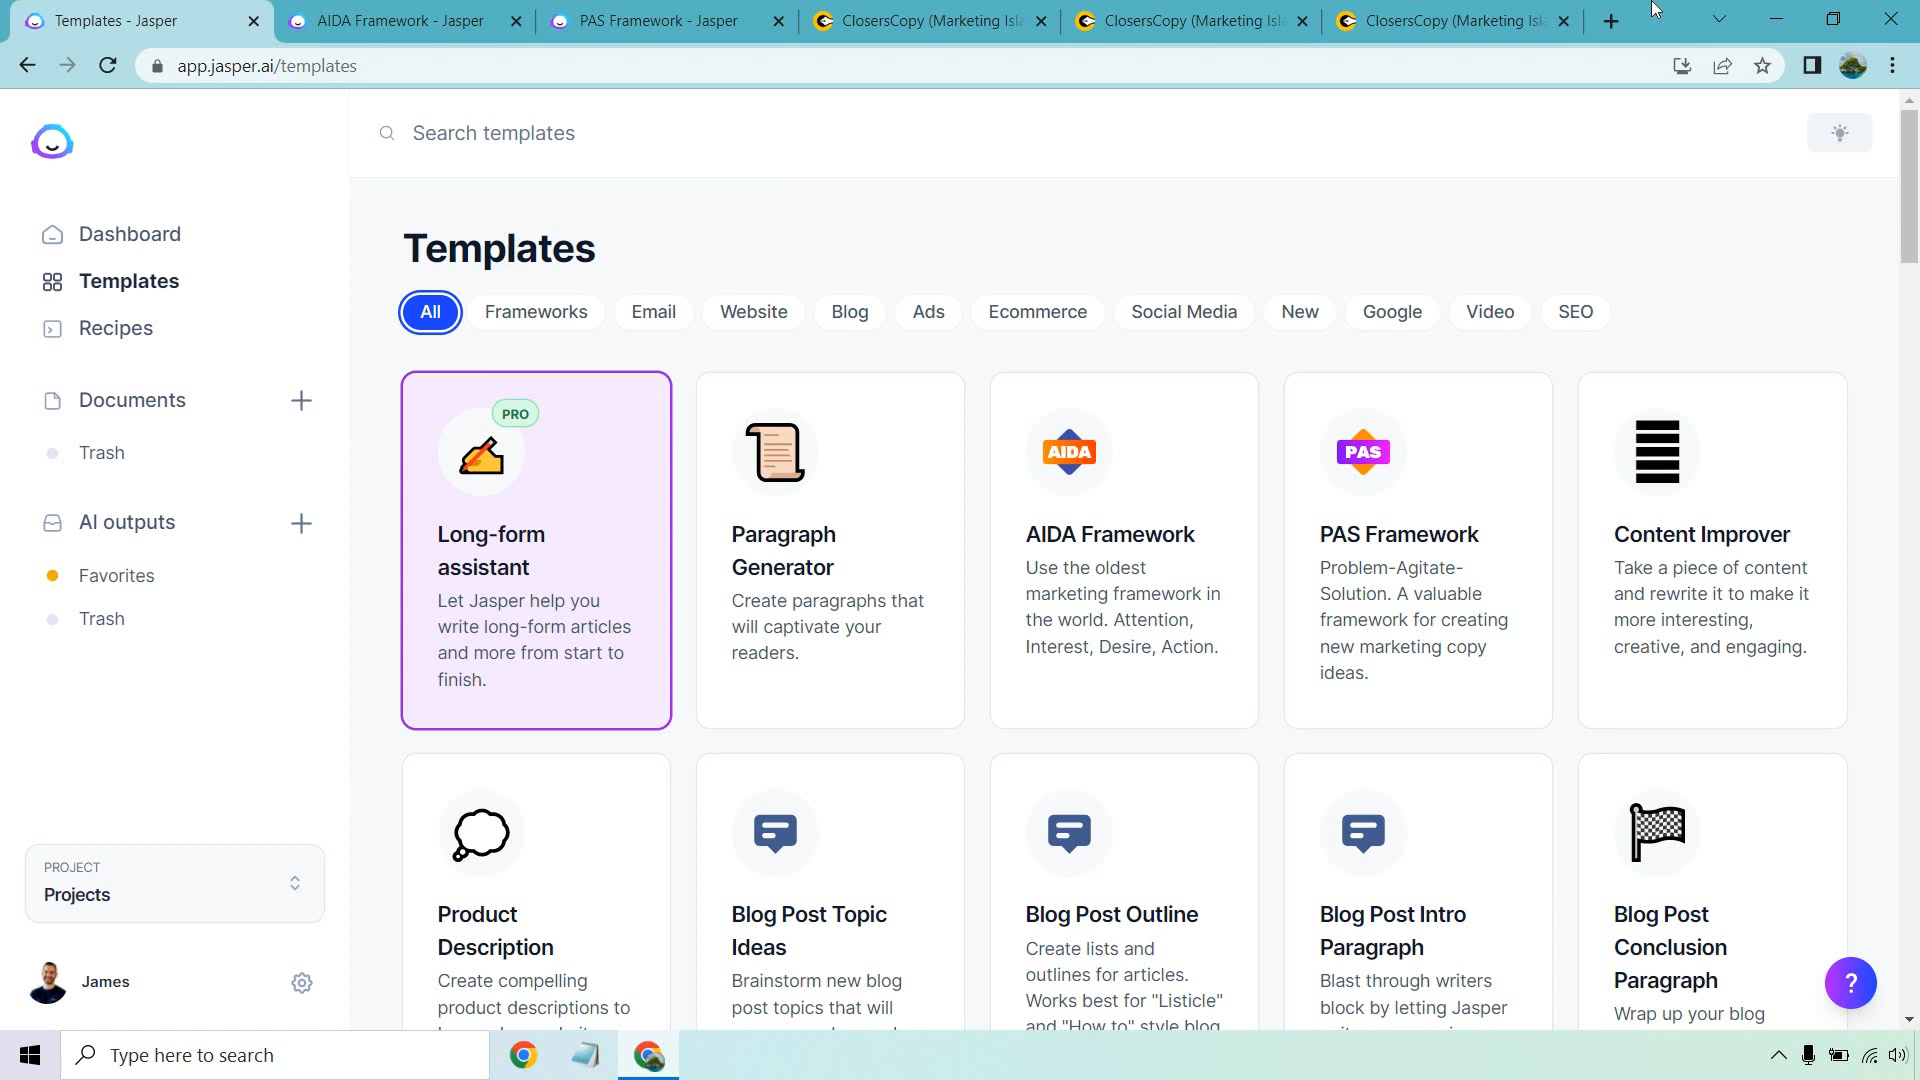 Templates - Jasper
AIDA Framework - Jasper
PAS Framework - Jasper
ClosersCopy (Marketing Isla
ClosersCopy (Marketing Isla
ClosersCopy (Marketing Isla
app.jasper.ai/templates
Search templates
Dashboard
Templates
Recipes
Documents
Trash
AI outputs
Favorites
Trash
PROJECT
Projects
James
Templates
All
Frameworks
Email
Website
Blog
Ads
Ecommerce
Social Media
New
Google
Video
SEO
PRO
Long-form
assistant
Let Jasper help you
write long-form articles
and more from start to
finish.
Paragraph
Generator
Create paragraphs that
will captivate your
readers.
AIDA
AIDA Framework
Use the oldest
marketing framework in
the world. Attention,
Interest, Desire, Action.
PAS
PAS Framework
Problem-Agitate-
Solution. A valuable
framework for creating
new marketing copy
ideas.
Content Improver
Take a piece of content
and rewrite it to make it
more interesting,
creative, and engaging.
Product
Description
Create compelling
product descriptions to
Blog Post Topic
Ideas
Brainstorm new blog
post topics that will
Blog Post Outline
Create lists and
outlines for articles.
Works best for "Listicle"
and "How to" style blog
Blog Post Intro
Paragraph
Blast through writers
block by letting Jasper
Blog Post
Conclusion
Paragraph
Wrap up your blog
?
Type here to search